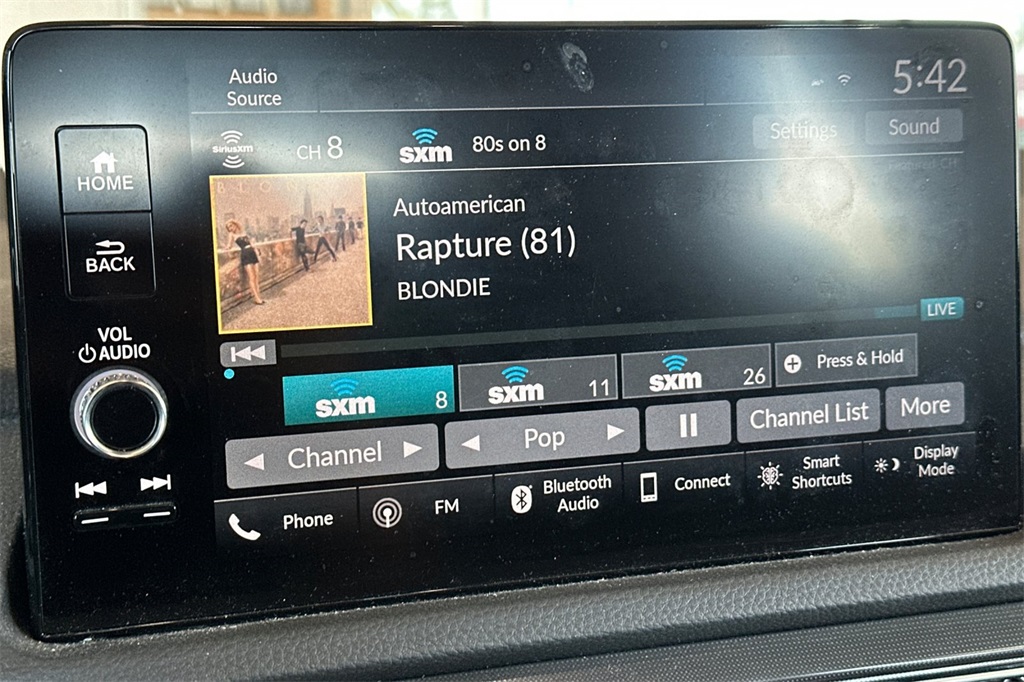 Audio
Source
5:42
SiriusXM
CH 8
sxm
80s on 8
Settings
Sound
HOME
BLON
Autoamerican
Rapture (81)
BLONDIE
BACK
LIVE
VOL
AUDIO
sxm 8
sxm 11
sxm 26
Press & Hold
Channel
Pop
Channel List
More
Phone
FM
Bluetooth
Audio
Connect
Smart
Shortcuts
Display
Mode